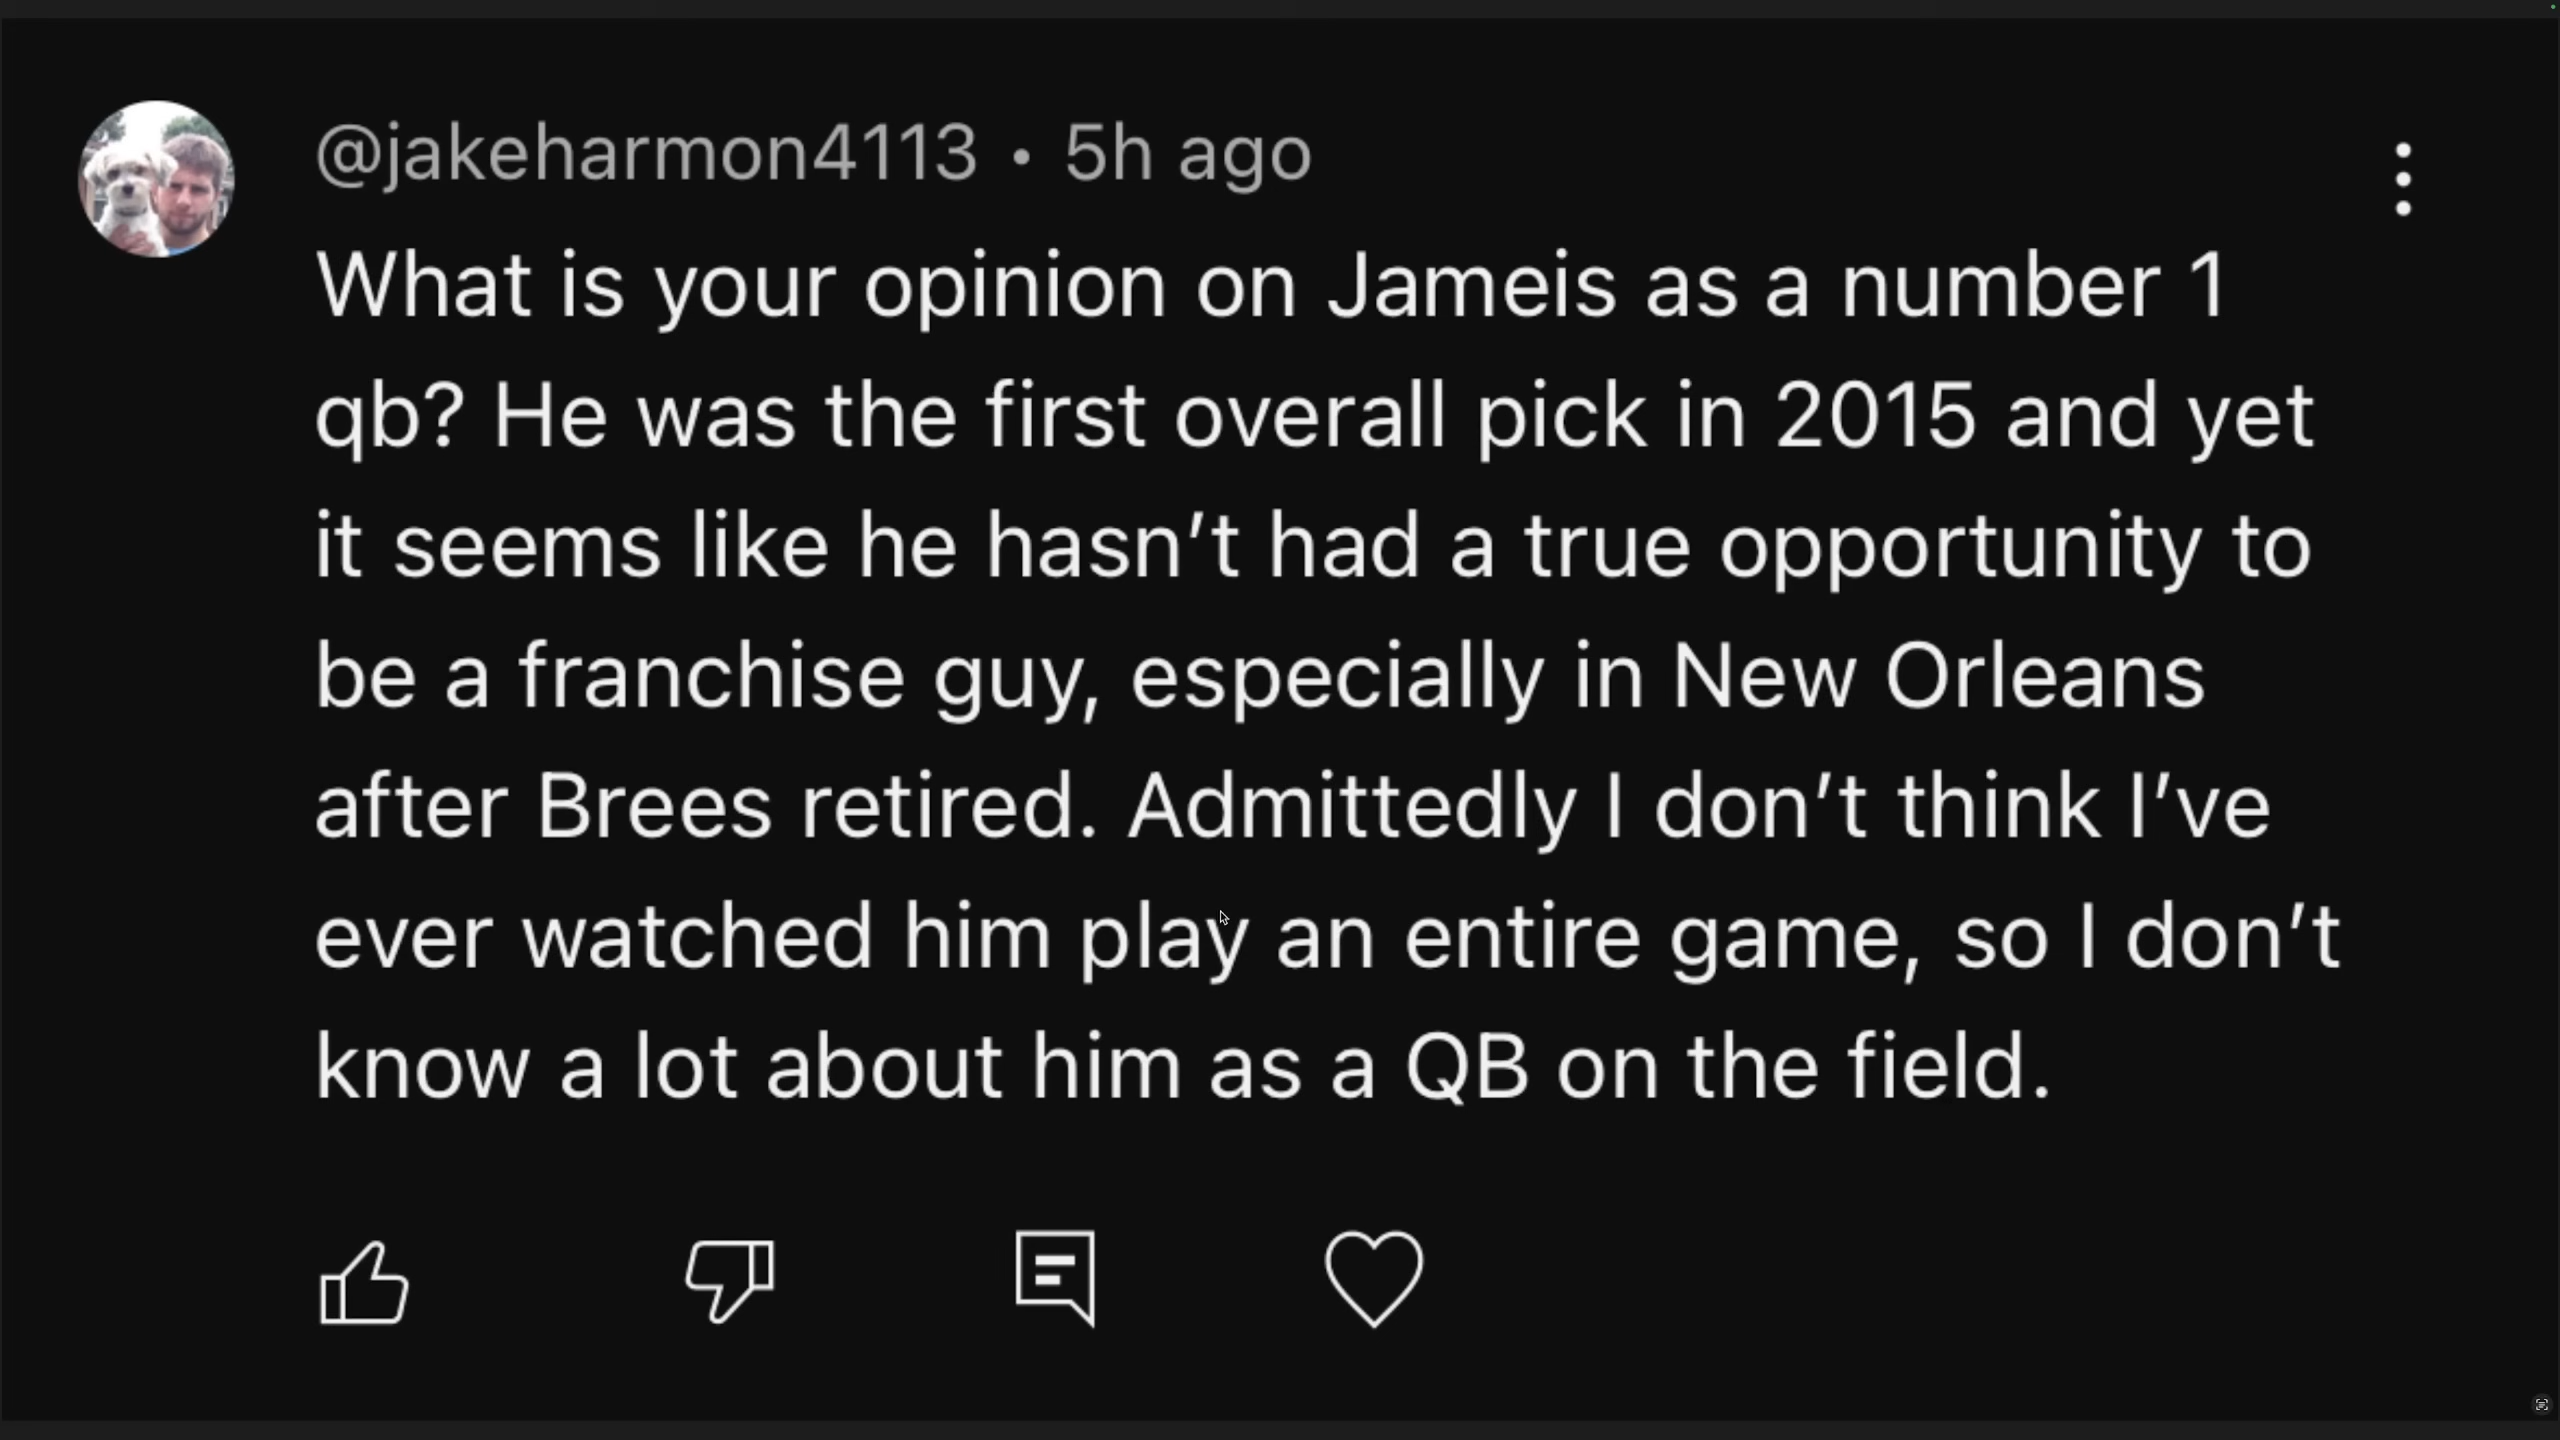 @jakeharmon4113 • 5h ago
What is your opinion on Jameis as a number 1
qb? He was the first overall pick in 2015 and yet
it seems like he hasn’t had a true opportunity to
be a franchise guy, especially in New Orleans
after Brees retired. Admittedly I don’t think I’ve
ever watched him play an entire game, so I don’t
know a lot about him as a QB on the field.